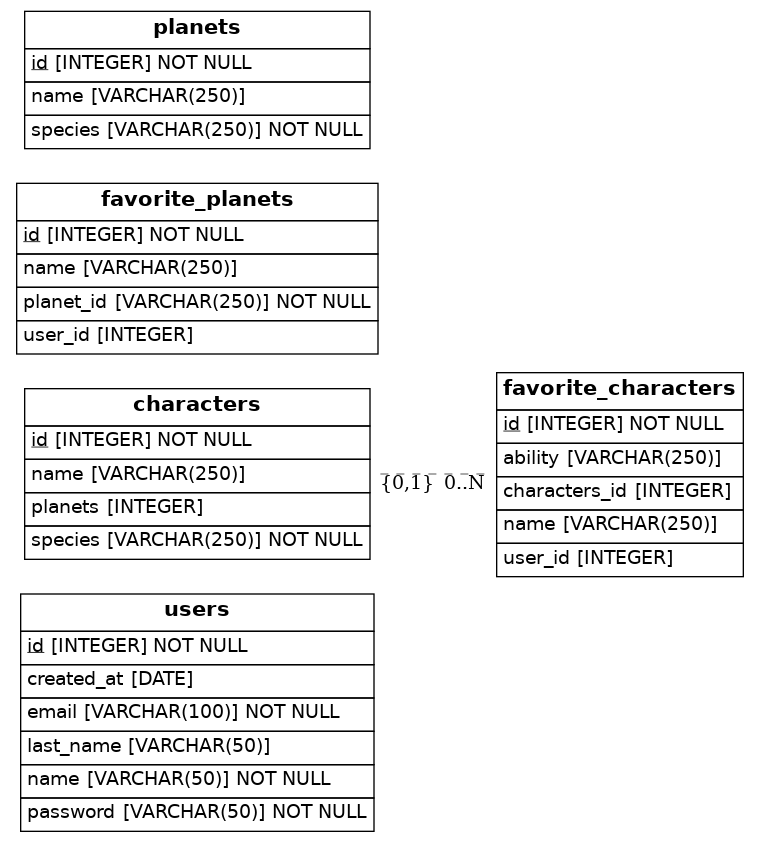 planets
id [INTEGER] NOT NULL
name [VARCHAR(250)]
species [VARCHAR(250)] NOT NULL
favorite_planets
id [INTEGER] NOT NULL
name [VARCHAR(250)]
planet_id [VARCHAR(250)] NOT NULL
user_id [INTEGER]
characters
id [INTEGER] NOT NULL
name [VARCHAR(250)]
planets [INTEGER]
species [VARCHAR(250)] NOT NULL
{0,1} 0..N
favorite_characters
id [INTEGER] NOT NULL
ability [VARCHAR(250)]
characters_id [INTEGER]
name [VARCHAR(250)]
user_id [INTEGER]
users
id [INTEGER] NOT NULL
created_at [DATE]
email [VARCHAR(100)] NOT NULL
last_name [VARCHAR(50)]
name [VARCHAR(50)] NOT NULL
password [VARCHAR(50)] NOT NULL